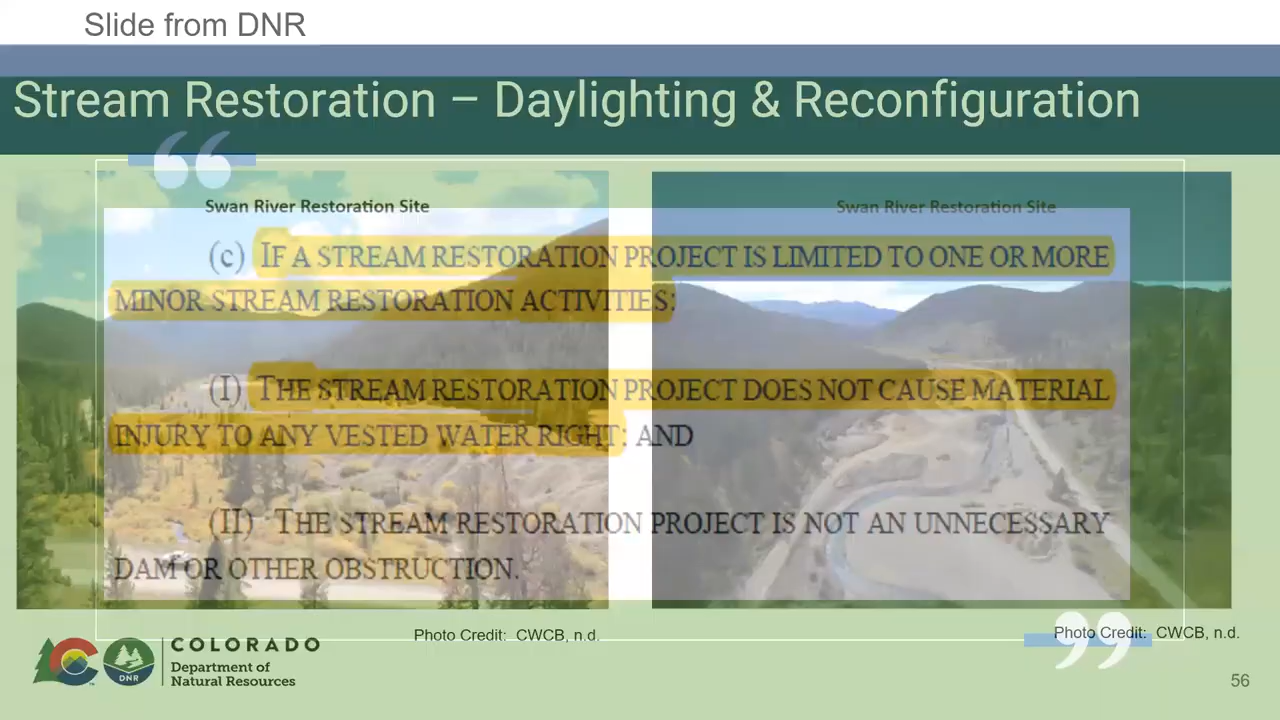 Slide from DNR
Stream Restoration – Daylighting & Reconfiguration
“
Swan River Restoration Site
Swan River Restoration Site
(c) IF A STREAM RESTORATION PROJECT IS LIMITED TO ONE OR MORE
MINOR STREAM RESTORATION ACTIVITIES:
(I) THE STREAM RESTORATION PROJECT DOES NOT CAUSE MATERIAL
INJURY TO ANY VESTED WATER RIGHT; AND
(II) THE STREAM RESTORATION PROJECT IS NOT AN UNNECESSARY
DAM OR OTHER OBSTRUCTION.
Photo Credit: CWCB, n.d.
Photo Credit: CWCB, n.d.
”
COLORADO
Department of
Natural Resources
DNR
56